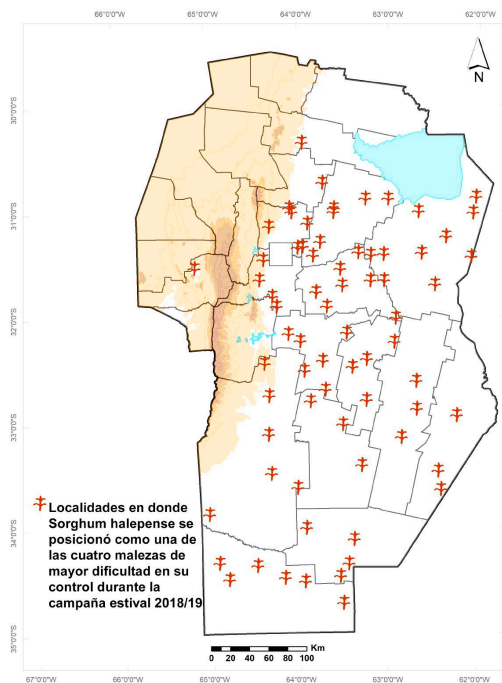 66°0'0"O 65°0'0"O 64°0'0"O 63°0'0"O 62°0'0"O
N
30°0'0"S
31°0'0"S
32°0'0"S
33°0'0"S
34°0'0"S
35°0'0"S
Localidades en donde
Sorghum halepense se
posicionó como una de
las cuatro malezas de
mayor dificultad en su
control durante la
campaña estival 2018/19
Km
0 20 40 60 80 100
67°0'0"O 66°0'0"O 65°0'0"O 64°0'0"O 63°0'0"O 62°0'0"O